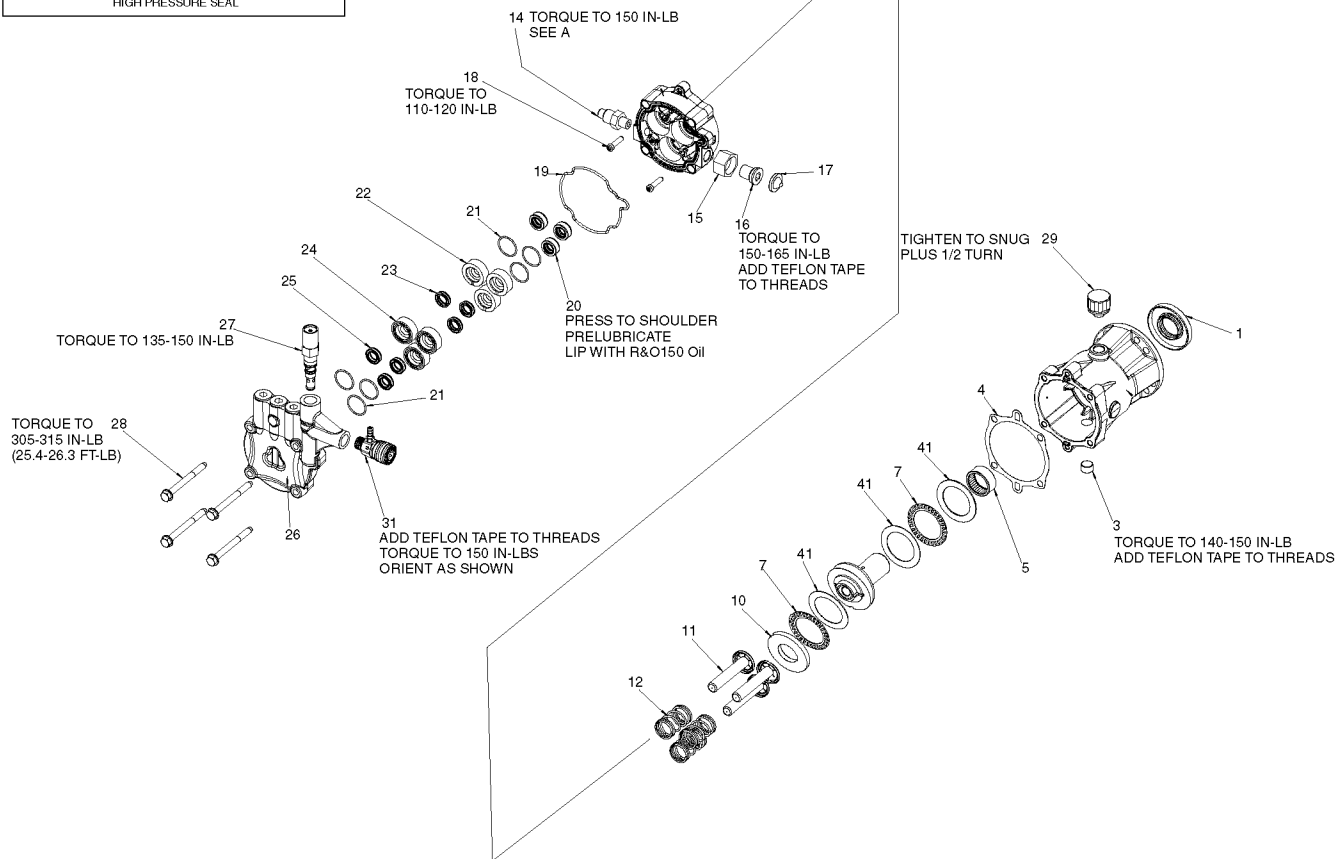 HIGH PRESSURE SEAL
14 TORQUE TO 150 IN-LB
SEE A
18
TORQUE TO
110-120 IN-LB
19
17
22
21
15
16
TORQUE TO
150-165 IN-LB
ADD TEFLON TAPE
TO THREADS
TIGHTEN TO SNUG 29
PLUS 1/2 TURN
24
23
25
20
PRESS TO SHOULDER
PRELUBRICATE
LIP WITH R&O150 Oil
27
TORQUE TO 135-150 IN-LB
1
21
4
TORQUE TO 28
305-315 IN-LB
(25.4-26.3 FT-LB)
41
7
41
26
31
ADD TEFLON TAPE TO THREADS
TORQUE TO 150 IN-LBS
ORIENT AS SHOWN
3
TORQUE TO 140-150 IN-LB
ADD TEFLON TAPE TO THREADS
5
41
7
10
11
12